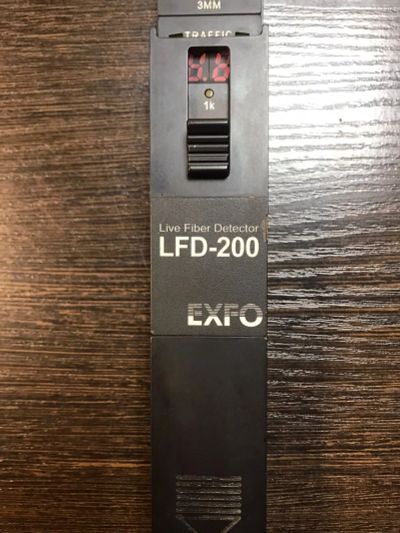 3MM
TRAFFIC
1k
Live Fiber Detector
LFD-200
EXFO